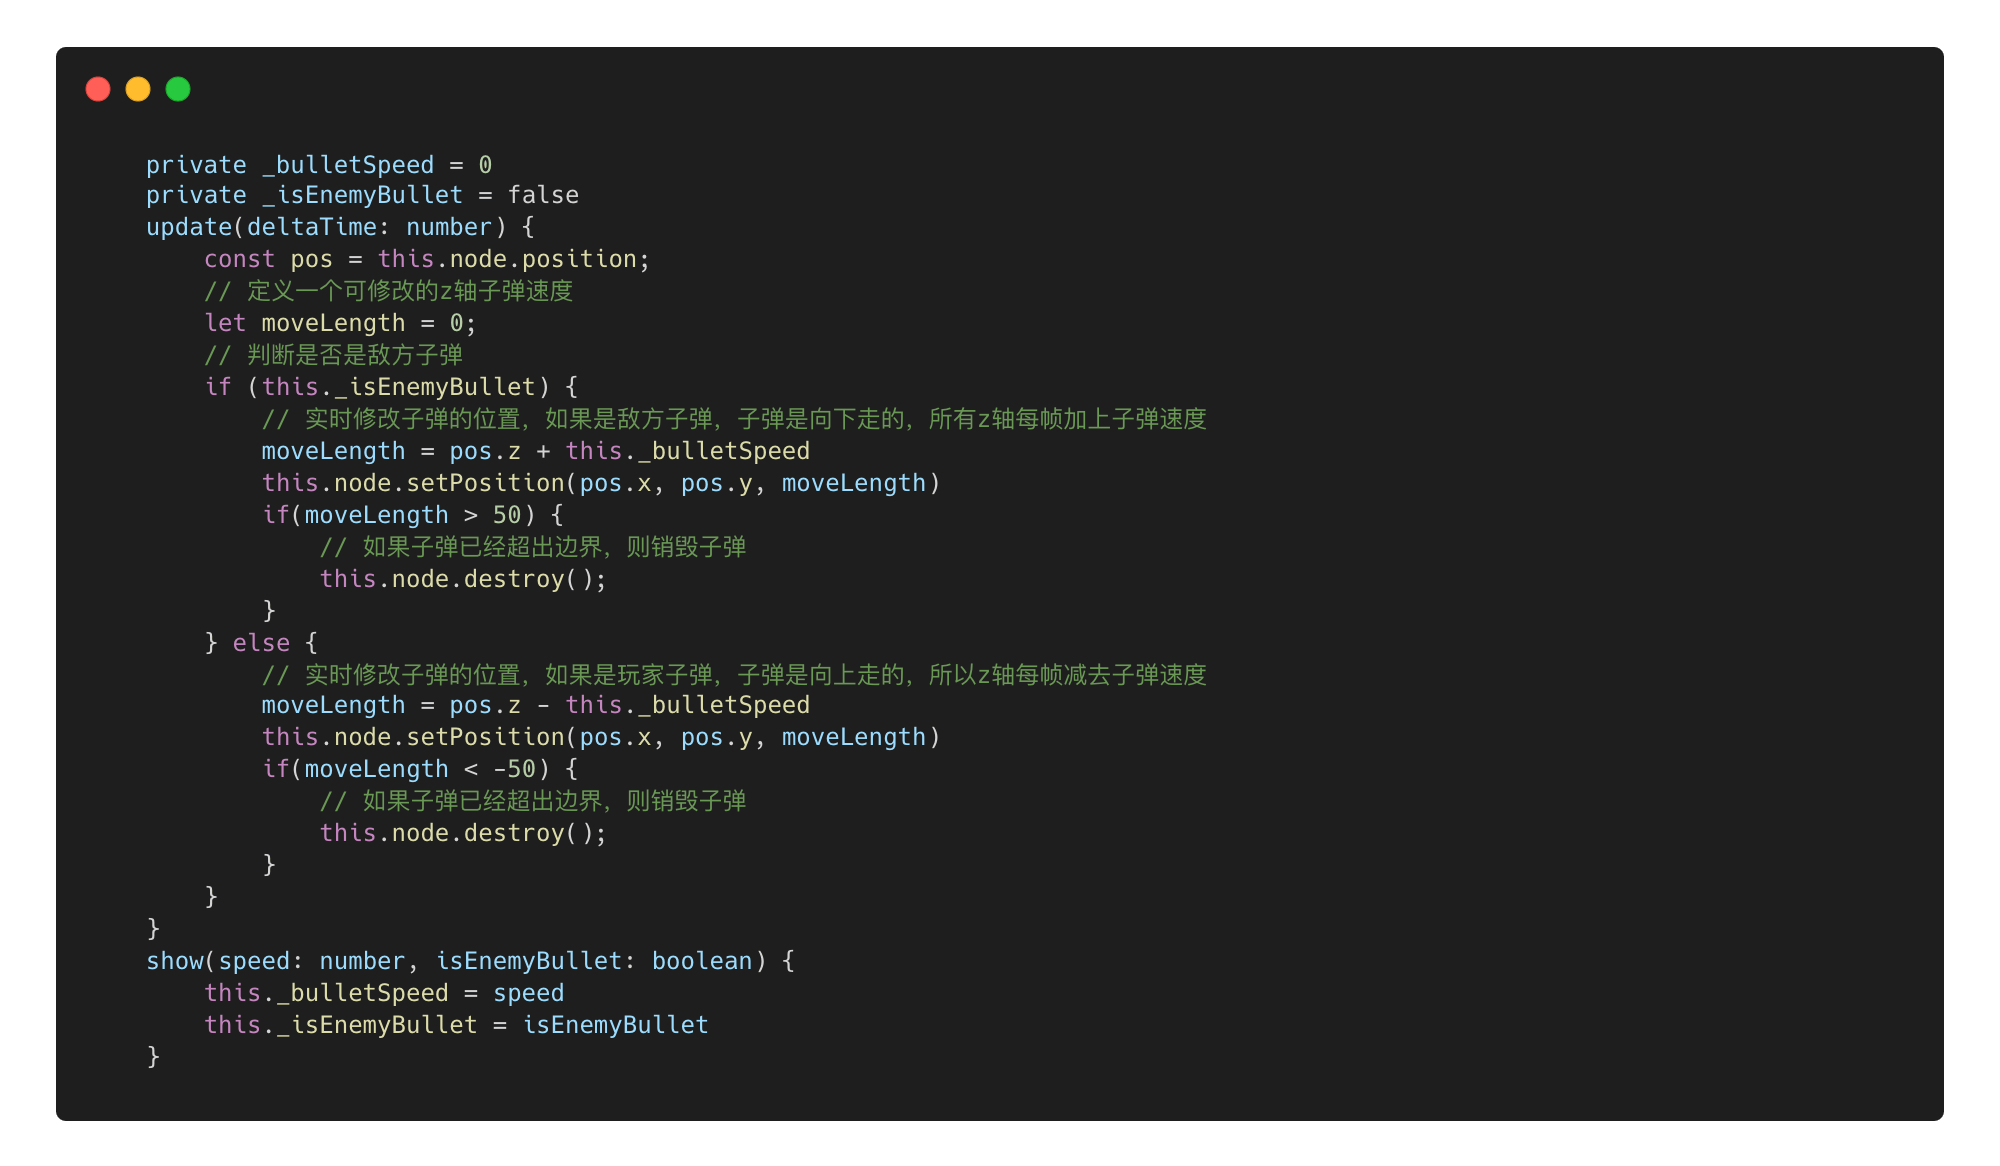 private _bulletSpeed = 0
private _isEnemyBullet = false
update(deltaTime: number) {
    const pos = this.node.position;
    // 定义一个可修改的z轴子弹速度
    let moveLength = 0;
    // 判断是否是敌方子弹
    if (this._isEnemyBullet) {
        // 实时修改子弹的位置，如果是敌方子弹，子弹是向下走的，所有z轴每帧加上子弹速度
        moveLength = pos.z + this._bulletSpeed
        this.node.setPosition(pos.x, pos.y, moveLength)
        if(moveLength > 50) {
            // 如果子弹已经超出边界，则销毁子弹
            this.node.destroy();
        }
    } else {
        // 实时修改子弹的位置，如果是玩家子弹，子弹是向上走的，所以z轴每帧减去子弹速度
        moveLength = pos.z - this._bulletSpeed
        this.node.setPosition(pos.x, pos.y, moveLength)
        if(moveLength < -50) {
            // 如果子弹已经超出边界，则销毁子弹
            this.node.destroy();
        }
    }
}
show(speed: number, isEnemyBullet: boolean) {
    this._bulletSpeed = speed
    this._isEnemyBullet = isEnemyBullet
}